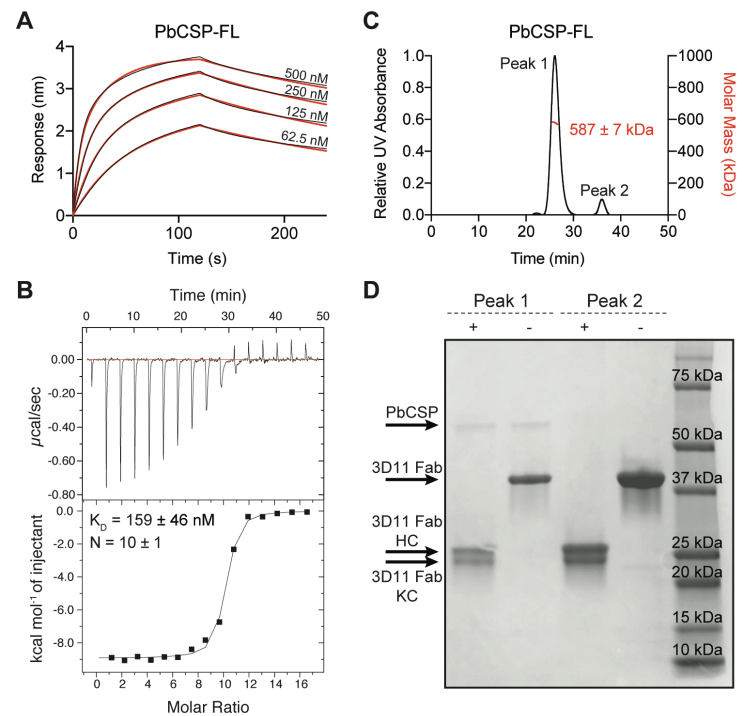 A
PbCSP-FL
4
3
2
1
0
Response (nm)
500 nM
250 nM
125 nM
62.5 nM
0 100 200
Time (s)
B
Time (min)
0 10 20 30 40 50
0.00
-0.20
-0.40
-0.60
-0.80
µcal/sec
0.0
-2.0
-4.0
-6.0
-8.0
kcal mol⁻¹ of injectant
K_D = 159 ± 46 nM
N = 10 ± 1
0 2 4 6 8 10 12 14 16
Molar Ratio
C
PbCSP-FL
1.0
0.8
0.6
0.4
0.2
0.0
Relative UV Absorbance
Peak 1
587 ± 7 kDa
Peak 2
1000
800
600
400
200
0
Molar Mass (kDa)
0 10 20 30 40 50
Time (min)
D
Peak 1 Peak 2
+ - + -
PbCSP
3D11 Fab
3D11 Fab
HC
3D11 Fab
KC
75 kDa
50 kDa
37 kDa
25 kDa
20 kDa
15 kDa
10 kDa